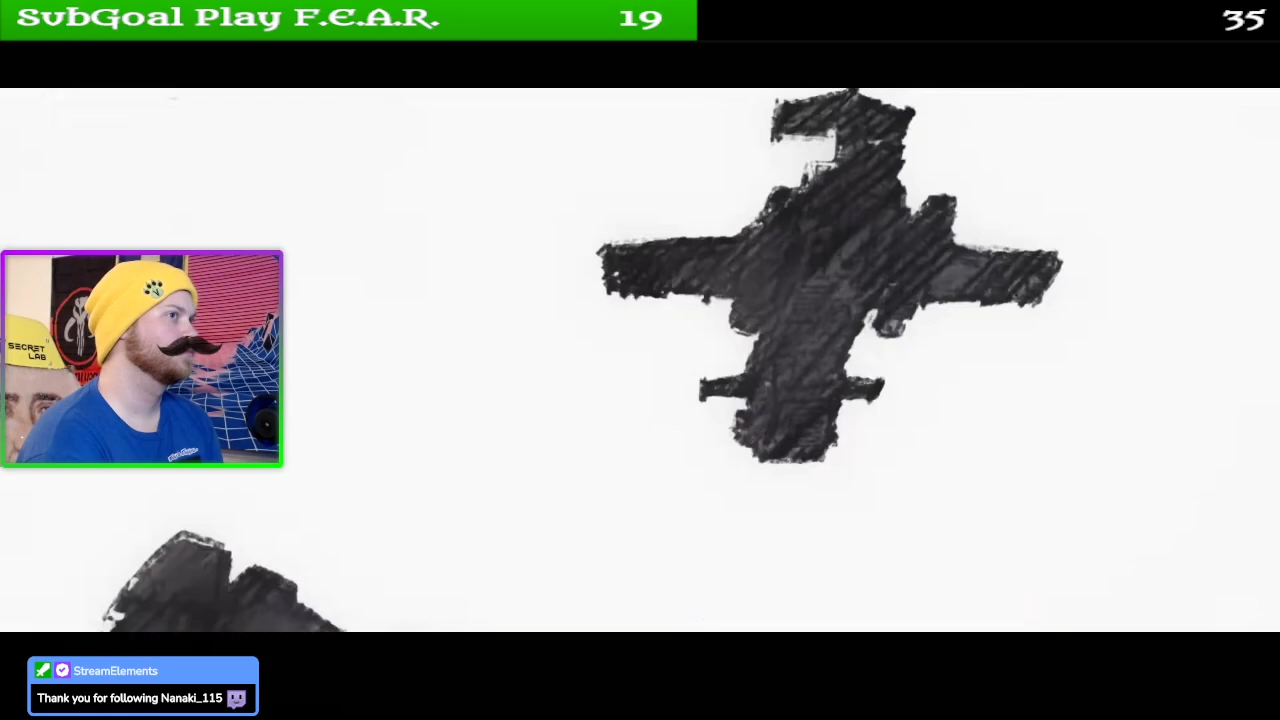 SubGoal Play F.E.A.R. 19 35
SECRET
LAB
StreamElements
Thank you for following Nanaki_115